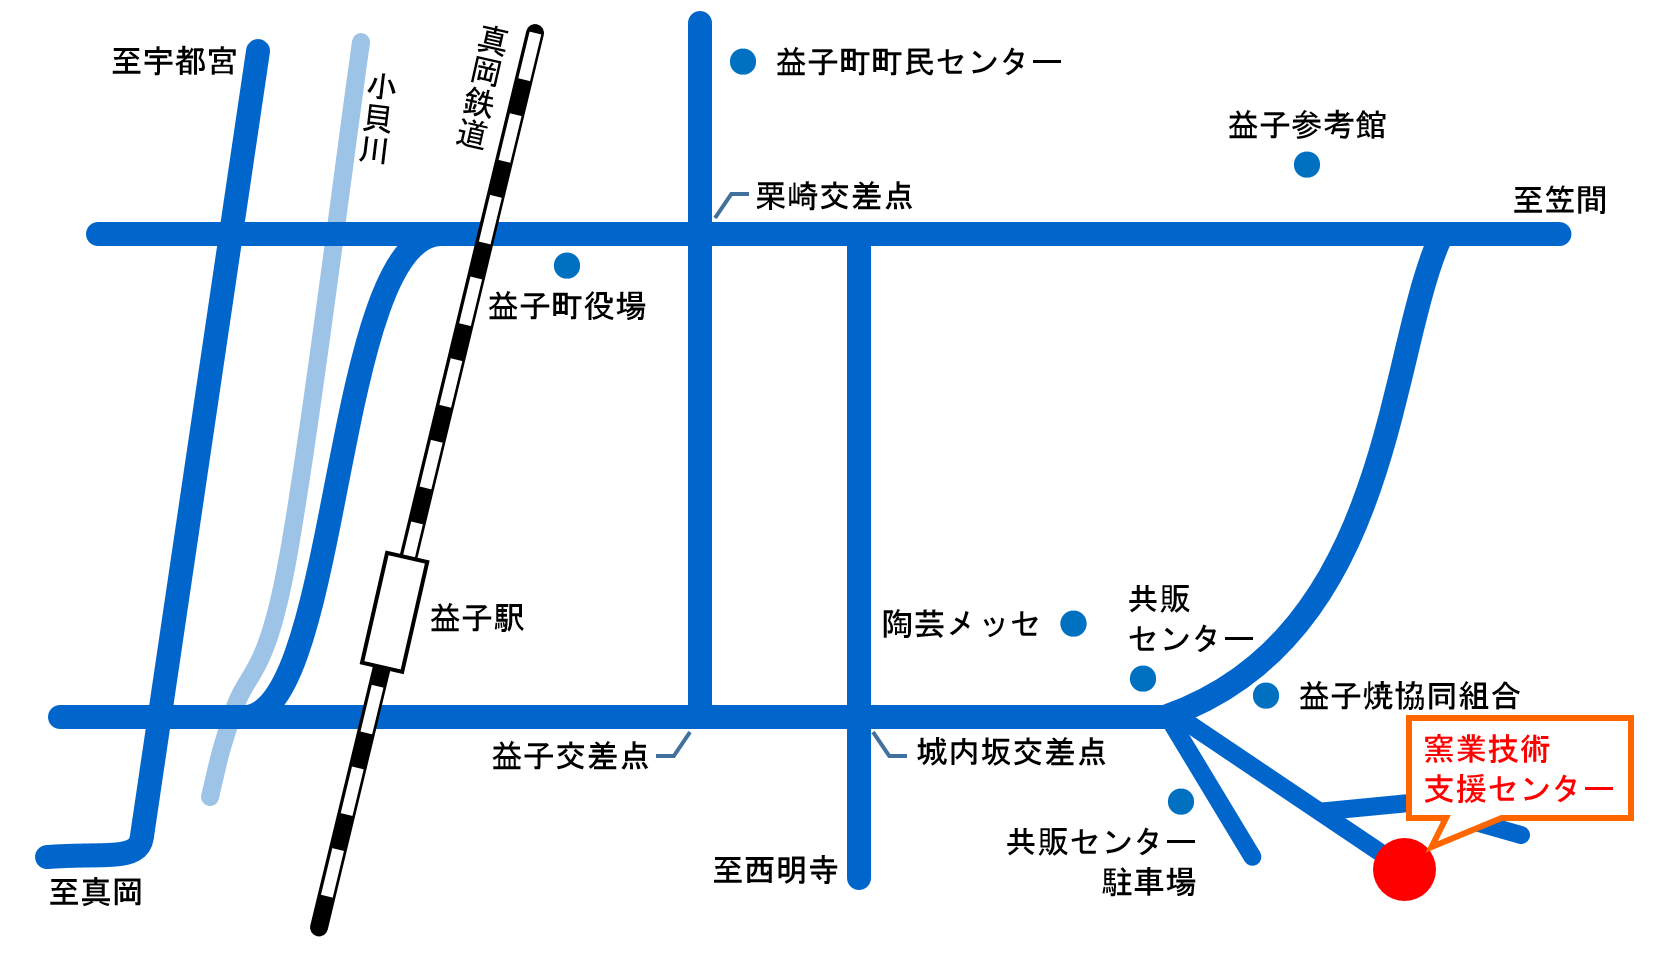 至宇都宮
小貝川
真岡鉄道
益子町町民センター
益子参考館
栗崎交差点
至笠間
益子町役場
益子駅
陶芸メッセ
共販
センター
益子焼協同組合
益子交差点
城内坂交差点
窯業技術
支援センター
共販センター
駐車場
至西明寺
至真岡